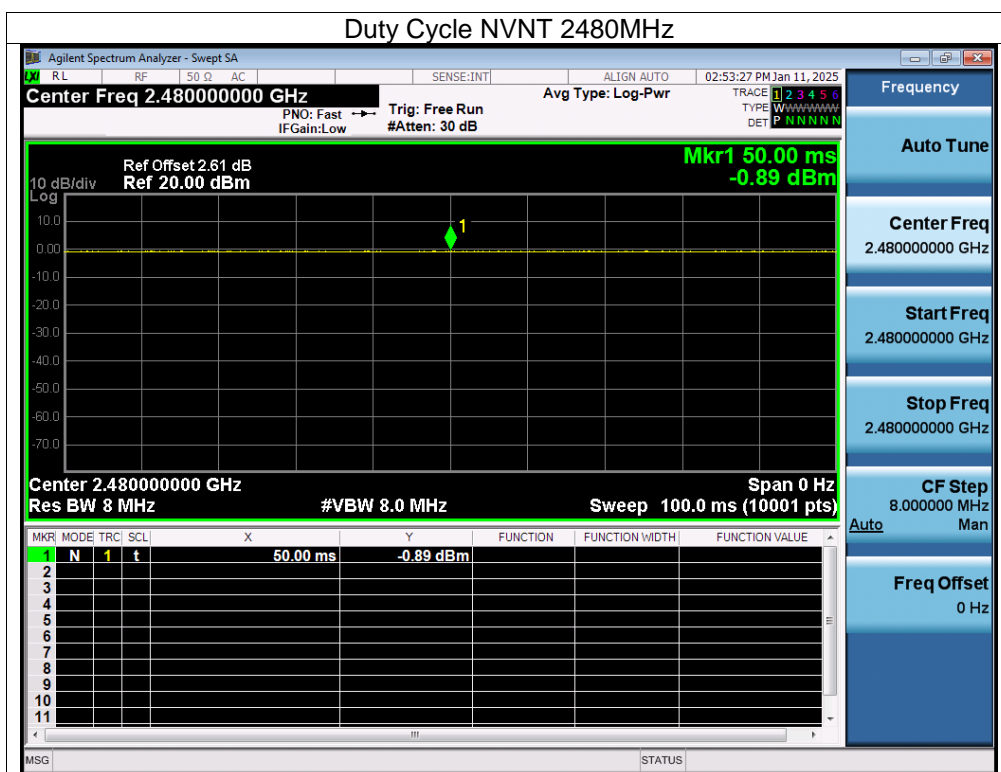 Duty Cycle NVNT 2480MHz
Agilent Spectrum Analyzer - Swept SA
LXI RL RF 50 Ω AC SENSE:INT ALIGN AUTO 02:53:27 PM Jan 11, 2025
Center Freq 2.480000000 GHz
PNO: Fast
IFGain:Low
Trig: Free Run
#Atten: 30 dB
Avg Type: Log-Pwr
TRACE 1 2 3 4 5 6
TYPE WWWWWWW
DET P N N N N N
Ref Offset 2.61 dB
10 dB/div Ref 20.00 dBm
Log
Mkr1 50.00 ms
-0.89 dBm
10.0
0.00
-10.0
-20.0
-30.0
-40.0
-50.0
-60.0
-70.0
1
Center 2.480000000 GHz Span 0 Hz
Res BW 8 MHz #VBW 8.0 MHz Sweep 100.0 ms (10001 pts)
MKR MODE TRC SCL X Y FUNCTION FUNCTION WIDTH FUNCTION VALUE
1 N 1 t 50.00 ms -0.89 dBm
2
3
4
5
6
7
8
9
10
11
MSG STATUS
Frequency
Auto Tune
Center Freq
2.480000000 GHz
Start Freq
2.480000000 GHz
Stop Freq
2.480000000 GHz
CF Step
8.000000 MHz
Auto Man
Freq Offset
0 Hz